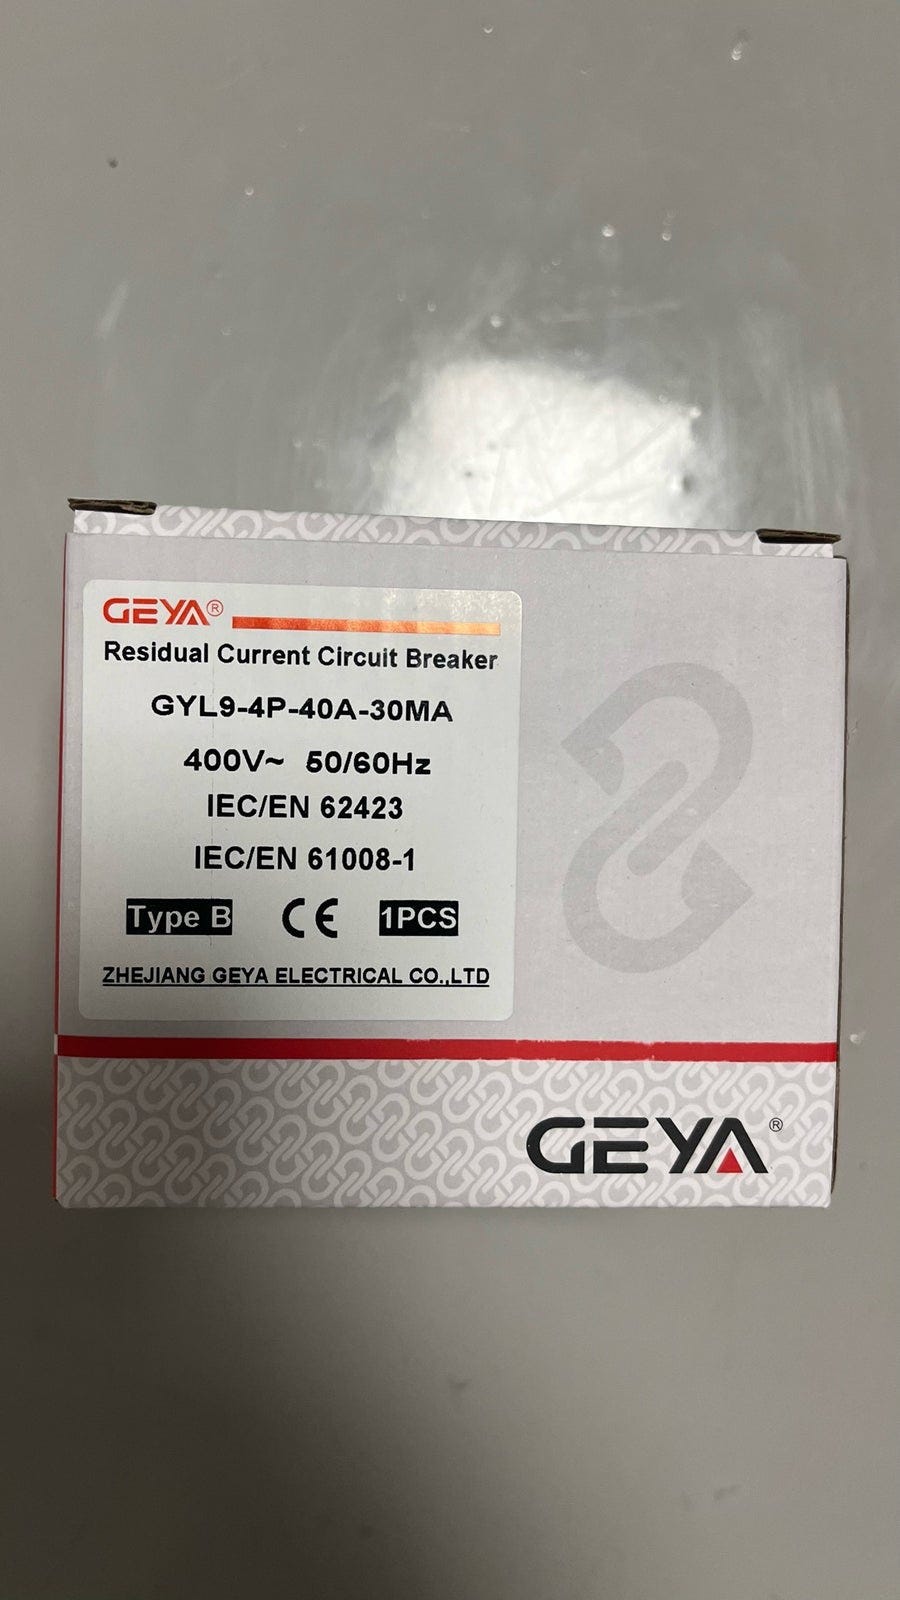 GEYA®
Residual Current Circuit Breaker
GYL9-4P-40A-30MA
400V~ 50/60Hz
IEC/EN 62423
IEC/EN 61008-1
Type B CE 1PCS
ZHEJIANG GEYA ELECTRICAL CO.,LTD
GEYA®